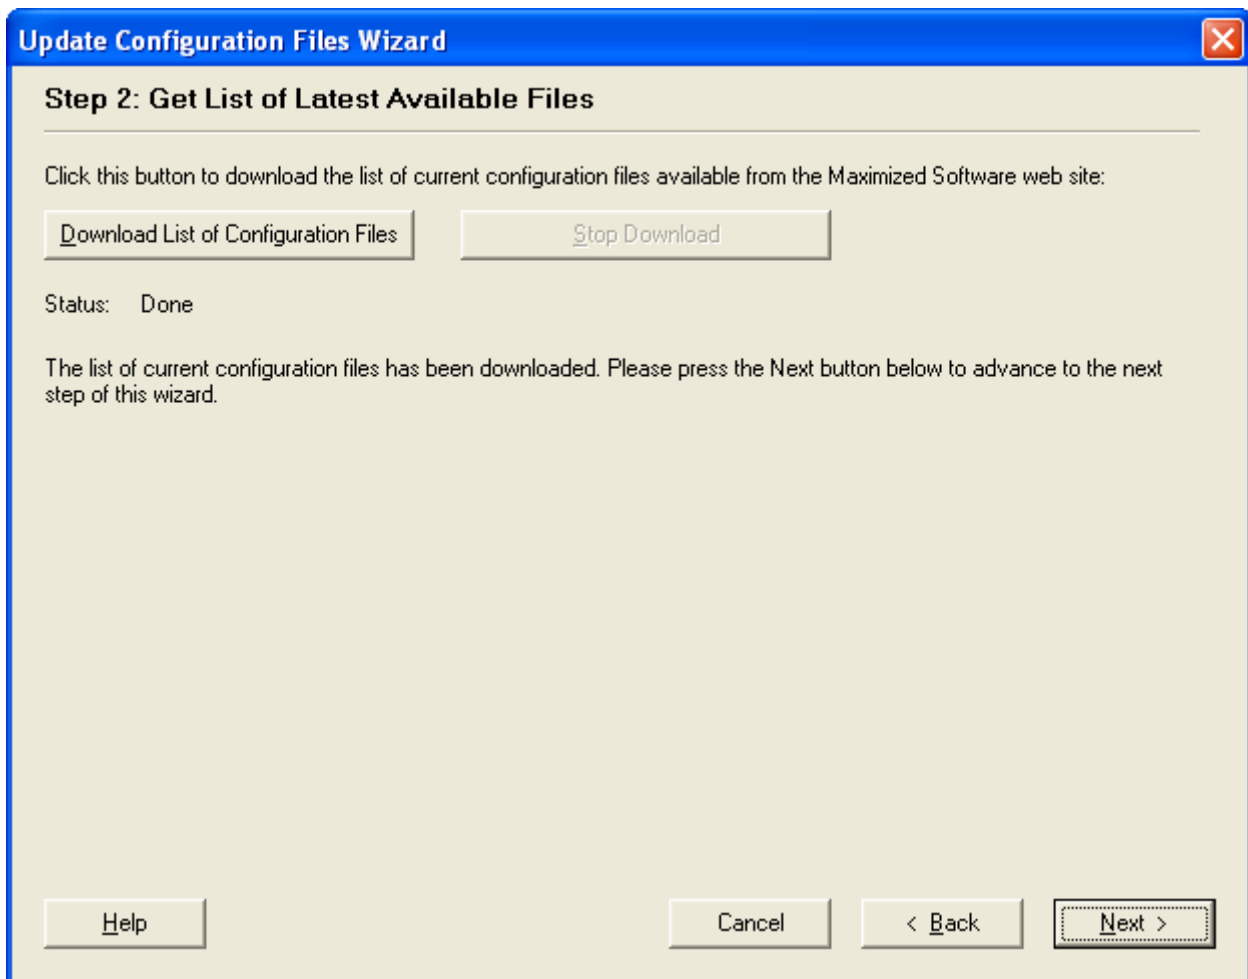 Update Configuration Files Wizard
Step 2: Get List of Latest Available Files
Click this button to download the list of current configuration files available from the Maximized Software web site:
Download List of Configuration Files
Stop Download
Status: Done
The list of current configuration files has been downloaded. Please press the Next button below to advance to the next
step of this wizard.
Help
Cancel
< Back
Next >